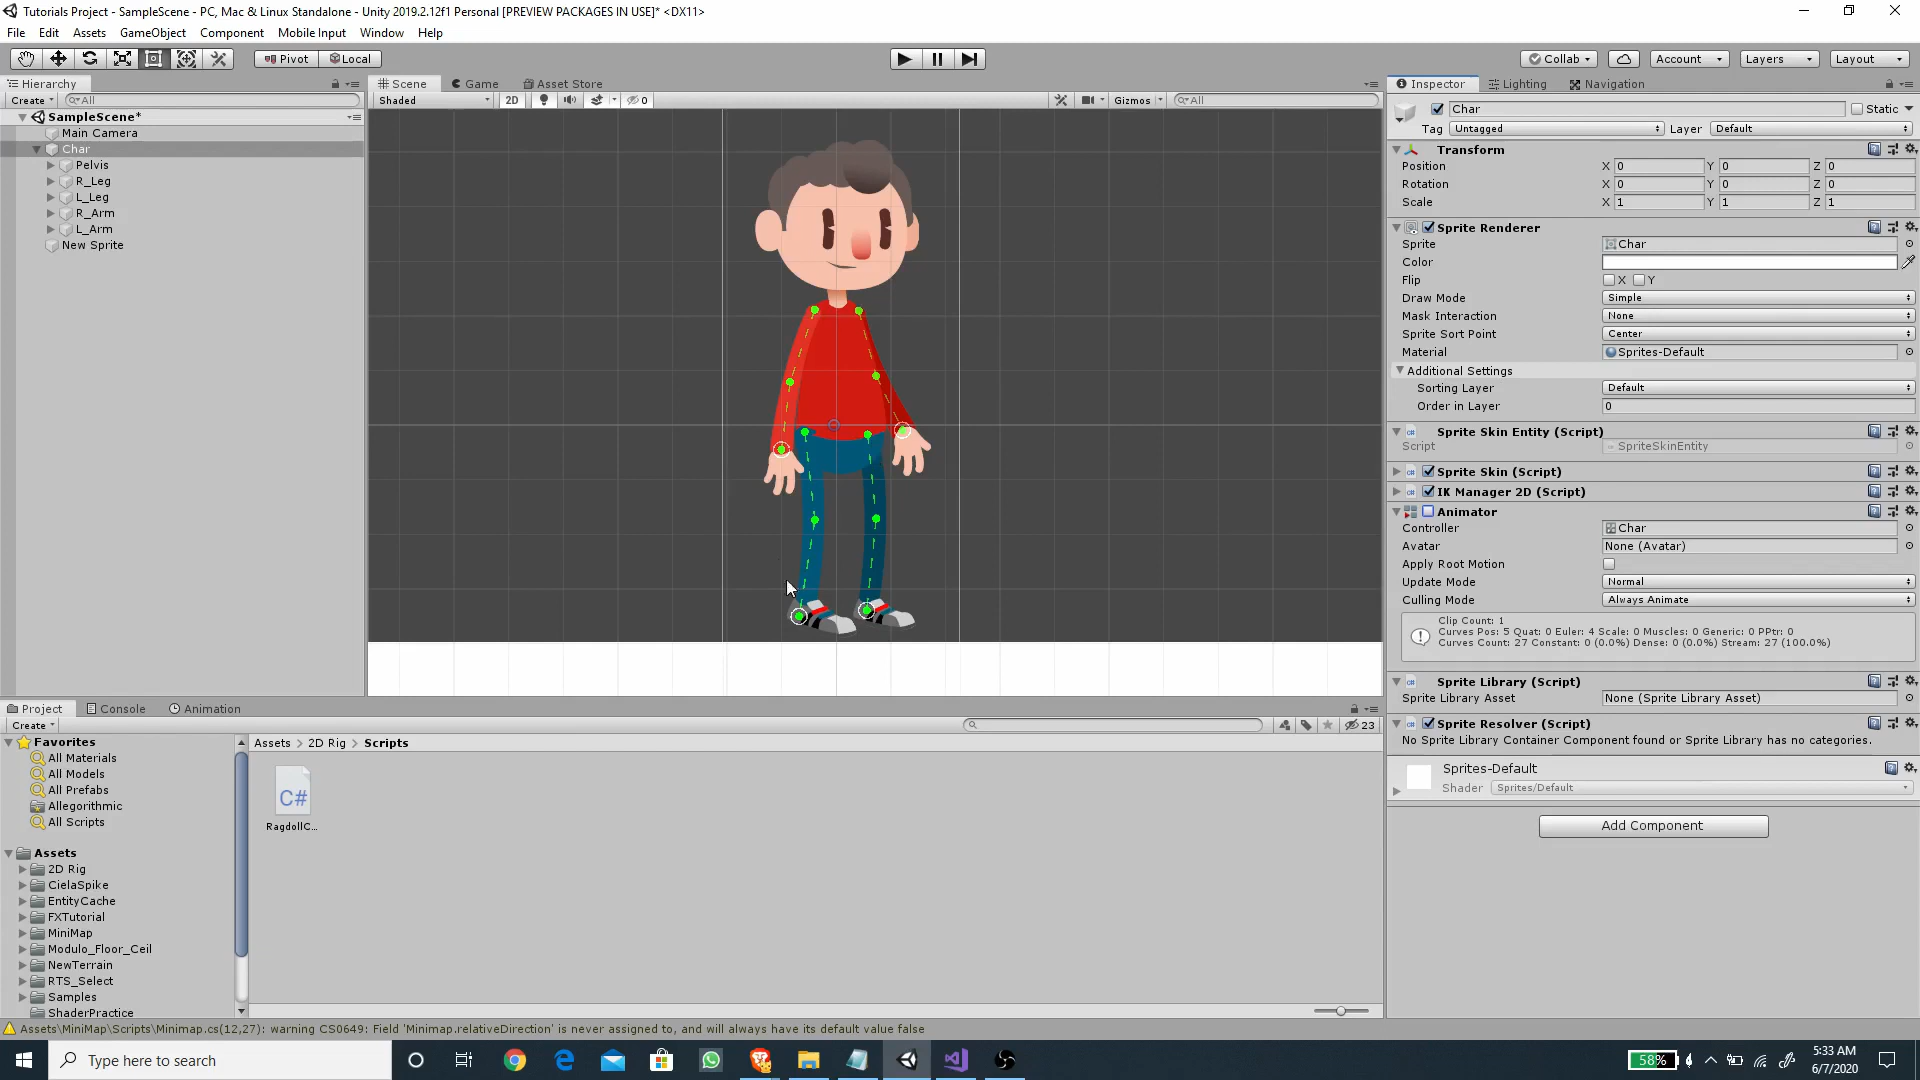 Tutorials Project - SampleScene - PC, Mac & Linux Standalone - Unity 2019.2.12f1 Personal [PREVIEW PACKAGES IN USE]* <DX11>
File Edit Assets GameObject Component Mobile Input Window Help
Pivot Local Collab Account Layers Layout
Hierarchy
Create All
SampleScene*
Main Camera
Char
Pelvis
R_Leg
L_Leg
R_Arm
L_Arm
New Sprite
Scene Game Asset Store
Shaded 2D 0 Gizmos All
Inspector Lighting Navigation
Char Static
Tag Untagged Layer Default
Transform
Position X 0 Y 0 Z 0
Rotation X 0 Y 0 Z 0
Scale X 1 Y 1 Z 1
Sprite Renderer
Sprite Char
Color
Flip X Y
Draw Mode Simple
Mask Interaction None
Sprite Sort Point Center
Material Sprites-Default
Additional Settings
Sorting Layer Default
Order in Layer 0
Sprite Skin Entity (Script)
Script SpriteSkinEntity
Sprite Skin (Script)
IK Manager 2D (Script)
Animator
Controller Char
Avatar None (Avatar)
Apply Root Motion
Update Mode Normal
Culling Mode Always Animate
Clip Count: 1
Curves Pos: 5 Quat: 0 Euler: 4 Scale: 0 Muscles: 0 Generic: 0 PPtr: 0
Curves Count: 27 Constant: 0 (0.0%) Dense: 0 (0.0%) Stream: 27 (100.0%)
Sprite Library (Script)
Sprite Library Asset None (Sprite Library Asset)
Sprite Resolver (Script)
No Sprite Library Container Component found or Sprite Library has no categories.
Sprites-Default
Shader Sprites/Default
Add Component
Project Console Animation
Create 23
Favorites
All Materials
All Models
All Prefabs
Allegorithmic
All Scripts
Assets
2D Rig
CielaSpike
EntityCache
FXTutorial
MiniMap
Modulo_Floor_Ceil
NewTerrain
RTS_Select
Samples
ShaderPractice
Assets > 2D Rig > Scripts
C#
RagdollC...
Assets\MiniMap\Scripts\Minimap.cs(12,27): warning CS0649: Field 'Minimap.relativeDirection' is never assigned to, and will always have its default value false
Type here to search
58%
5:33 AM
6/7/2020